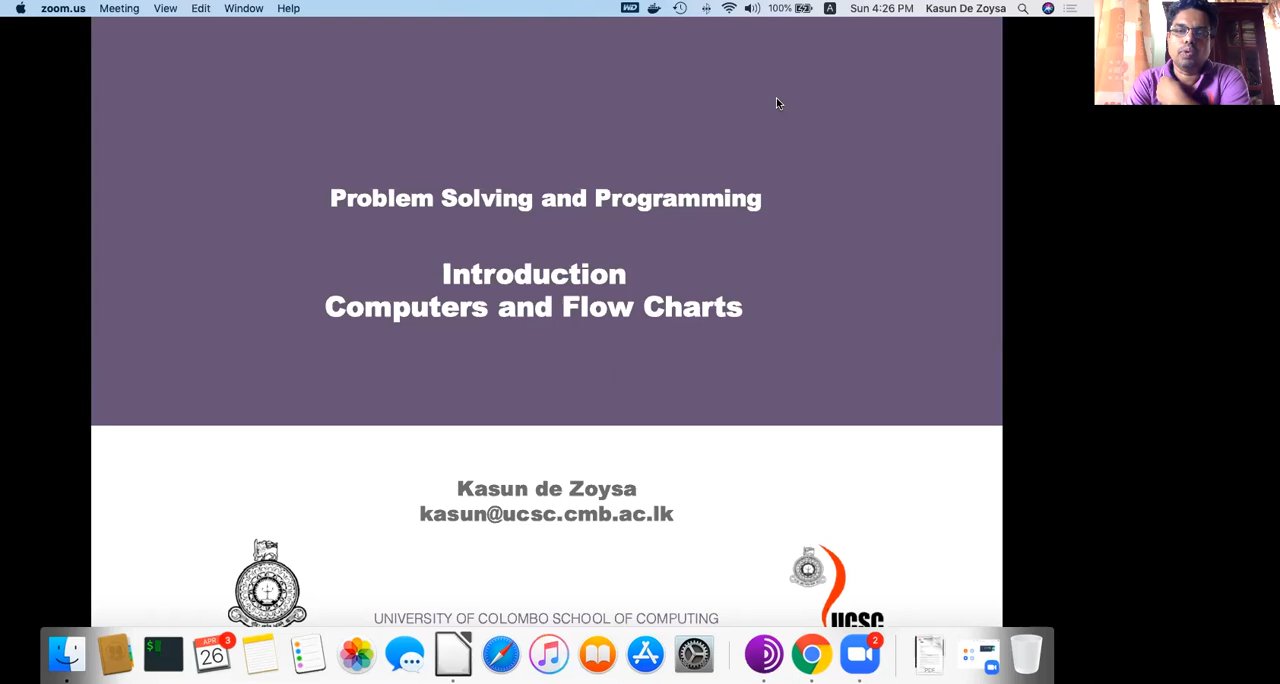 zoom.us Meeting View Edit Window Help WD 100% A Sun 4:26 PM Kasun De Zoysa
Problem Solving and Programming
Introduction
Computers and Flow Charts
Kasun de Zoysa
kasun@ucsc.cmb.ac.lk
UNIVERSITY OF COLOMBO SCHOOL OF COMPUTING
UCSC
$
APR
3
26
2
PDF